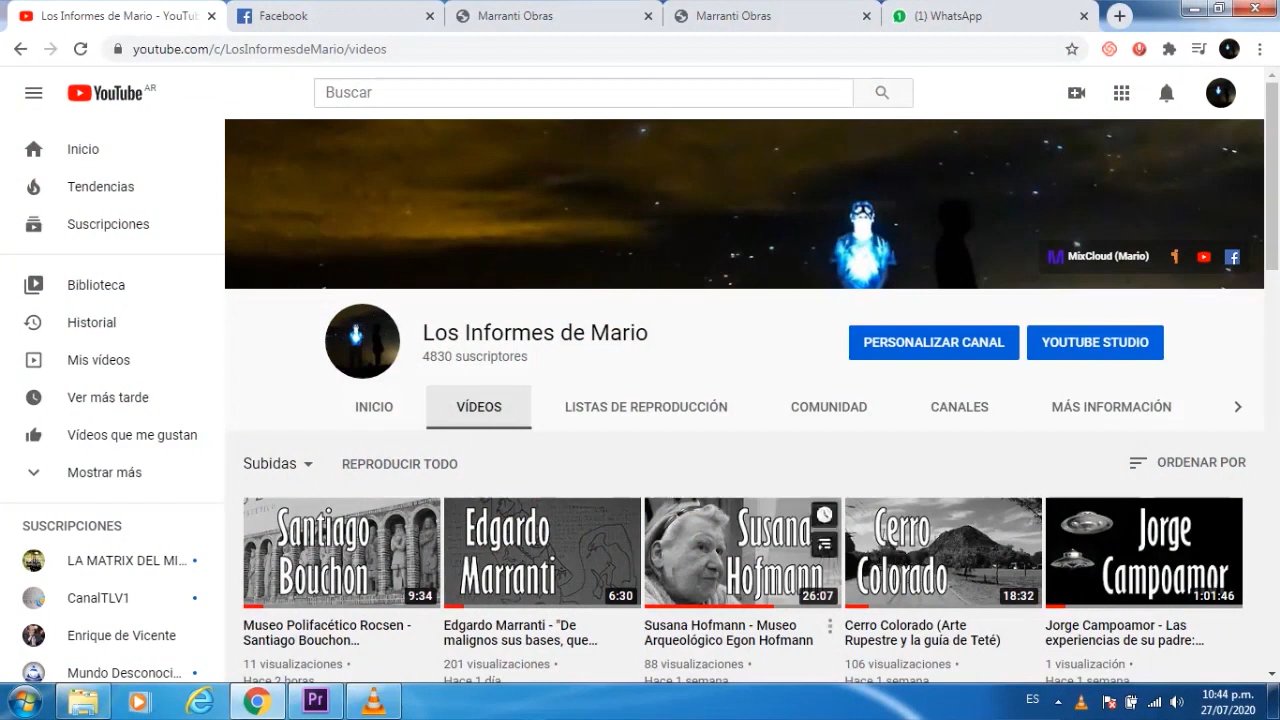 Los Informes de Mario - YouTub
Facebook
Marranti Obras
Marranti Obras
(1) WhatsApp
youtube.com/c/LosInformesdeMario/videos
YouTube AR
Buscar
Inicio
Tendencias
Suscripciones
Biblioteca
Historial
Mis vídeos
Ver más tarde
Vídeos que me gustan
Mostrar más
SUSCRIPCIONES
LA MATRIX DEL MI...
CanalTLV1
Enrique de Vicente
Mundo Desconoci...
MixCloud (Mario)
Los Informes de Mario
4830 suscriptores
PERSONALIZAR CANAL
YOUTUBE STUDIO
INICIO
VÍDEOS
LISTAS DE REPRODUCCIÓN
COMUNIDAD
CANALES
MÁS INFORMACIÓN
Subidas
REPRODUCIR TODO
ORDENAR POR
Santiago
Bouchon
9:34
Museo Polifacético Rocsen -
Santiago Bouchon...
11 visualizaciones •
Hace 2 horas
Edgardo
Marranti
6:30
Edgardo Marranti - "De
malignos sus bases, que...
201 visualizaciones •
Hace 1 día
Susana
Hofmann
26:07
Susana Hofmann - Museo
Arqueológico Egon Hofmann
88 visualizaciones •
Hace 1 semana
Cerro
Colorado
18:32
Cerro Colorado (Arte
Rupestre y la guía de Teté)
106 visualizaciones •
Hace 1 semana
Jorge
Campoamor
1:01:46
Jorge Campoamor - Las
experiencias de su padre:...
1 visualización •
Hace 1 semana
Pr
ES
10:44 p.m.
27/07/2020